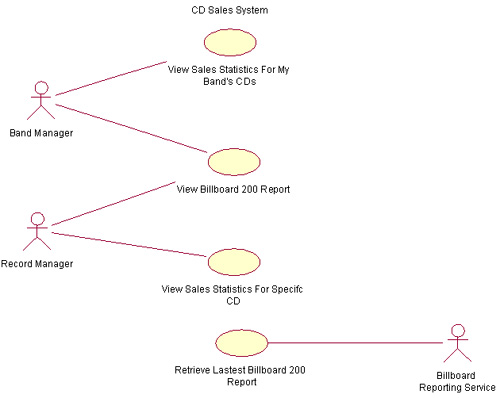 CD Sales System
View Sales Statistics For My
Band's CDs
Band Manager
View Billboard 200 Report
Record Manager
View Sales Statistics For Specifc
CD
Retrieve Lastest Billboard 200
Report
Billboard
Reporting Service